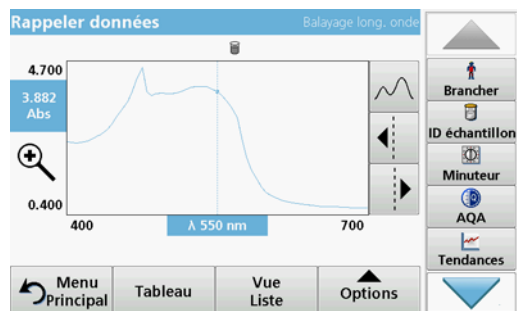 Rappeler données
Balayage long. onde
4.700
3.882
Abs
0.400
400
λ 550 nm
700
Brancher
ID échantillon
Minuteur
AQA
Tendances
Menu
Principal
Tableau
Vue
Liste
Options